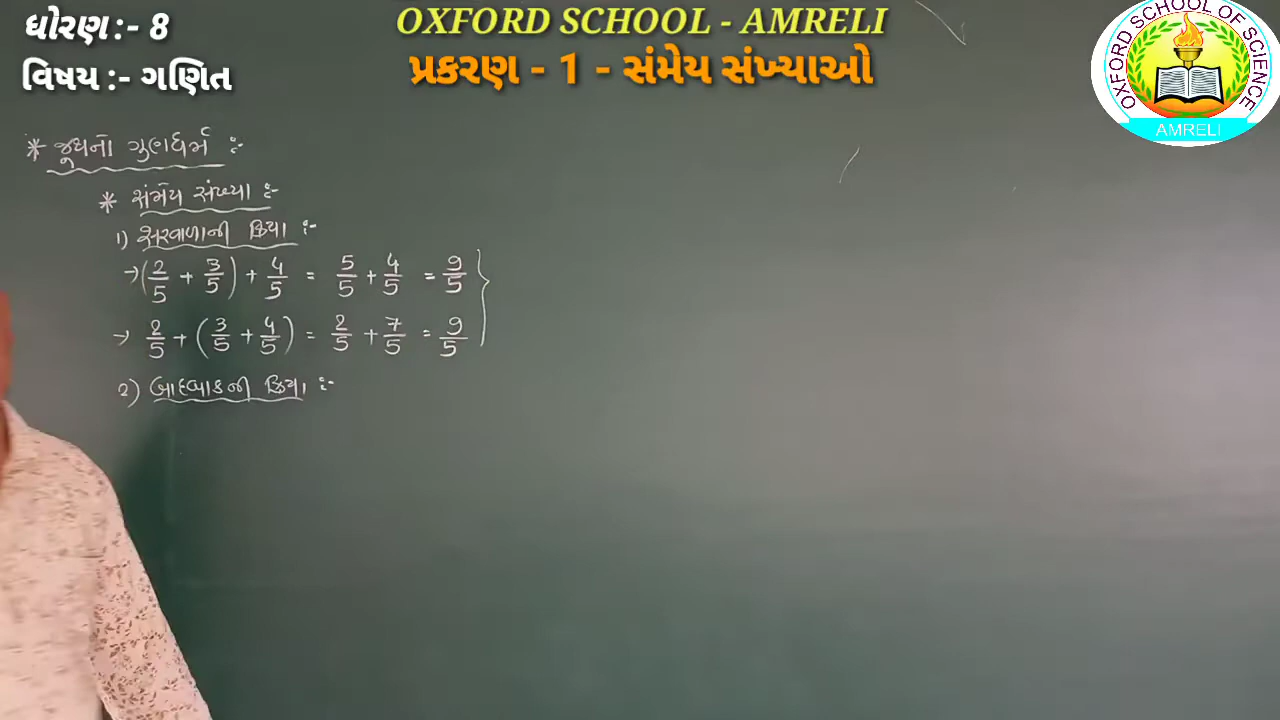 ધોરણ :- 8
વિષય :- ગણિત
OXFORD SCHOOL - AMRELI
પ્રકરણ - 1 - સંમેય સંખ્યાઓ
OXFORD SCHOOL OF SCIENCE
AMRELI
* જૂથનો ગુણધર્મ :-
* સંમેય સંખ્યા :-
1) સરવાળાની ક્રિયા :-
→ (2/5 + 3/5) + 4/5 = 5/5 + 4/5 = 9/5
→ 2/5 + (3/5 + 4/5) = 2/5 + 7/5 = 9/5
2) બાદબાકની ક્રિયા :-